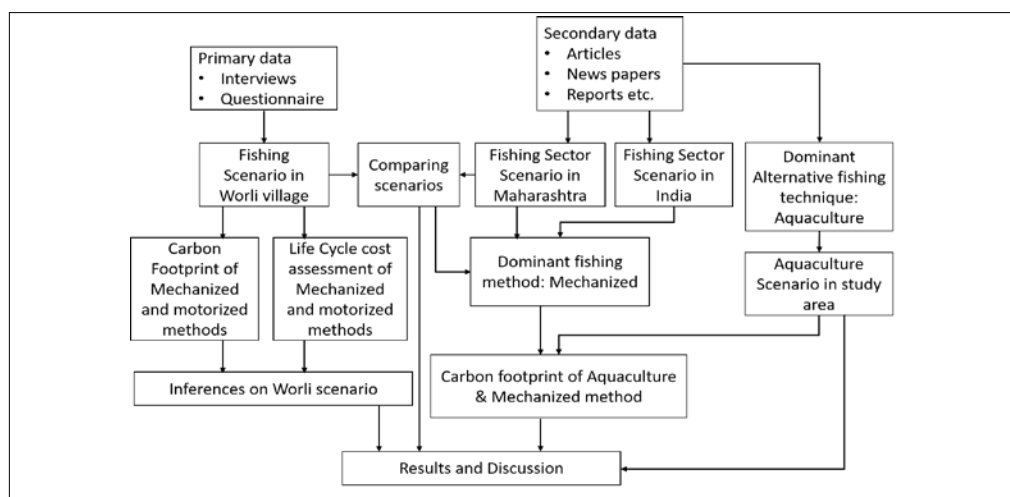 Primary data
• Interviews
• Questionnaire
Secondary data
• Articles
• News papers
• Reports etc.
Fishing
Scenario in
Worli village
Comparing
scenarios
Fishing Sector
Scenario in
Maharashtra
Fishing Sector
Scenario in
India
Dominant
Alternative fishing
technique:
Aquaculture
Carbon
Footprint of
Mechanized
and motorized
methods
Life Cycle cost
assessment of
Mechanized
and motorized
methods
Dominant fishing
method: Mechanized
Aquaculture
Scenario in study
area
Inferences on Worli scenario
Carbon footprint of Aquaculture
& Mechanized method
Results and Discussion